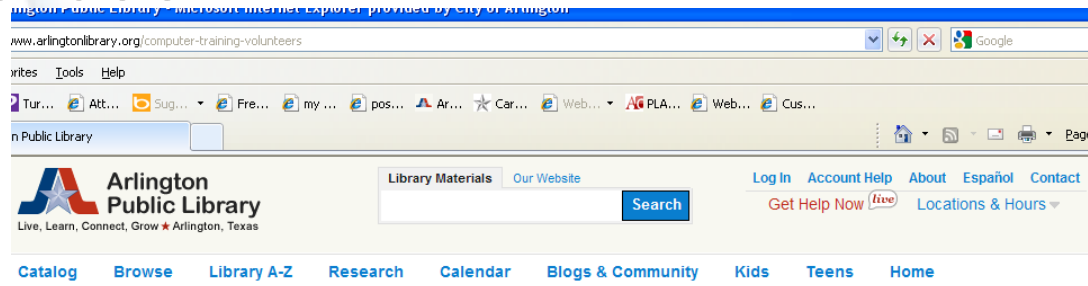 ington Public Library - Microsoft Internet Explorer provided by City of Arlington
www.arlingtonlibrary.org/computer-training-volunteers Google
orites Tools Help
Tur... Att... Sug... Fre... my ... pos... Ar... Car... Web... PLA... Web... Cus...
n Public Library Page
Library Materials Our Website Log In Account Help About Español Contact
Arlington
Public Library
Search Get Help Now live Locations & Hours
Live, Learn, Connect, Grow ★ Arlington, Texas
Catalog Browse Library A-Z Research Calendar Blogs & Community Kids Teens Home